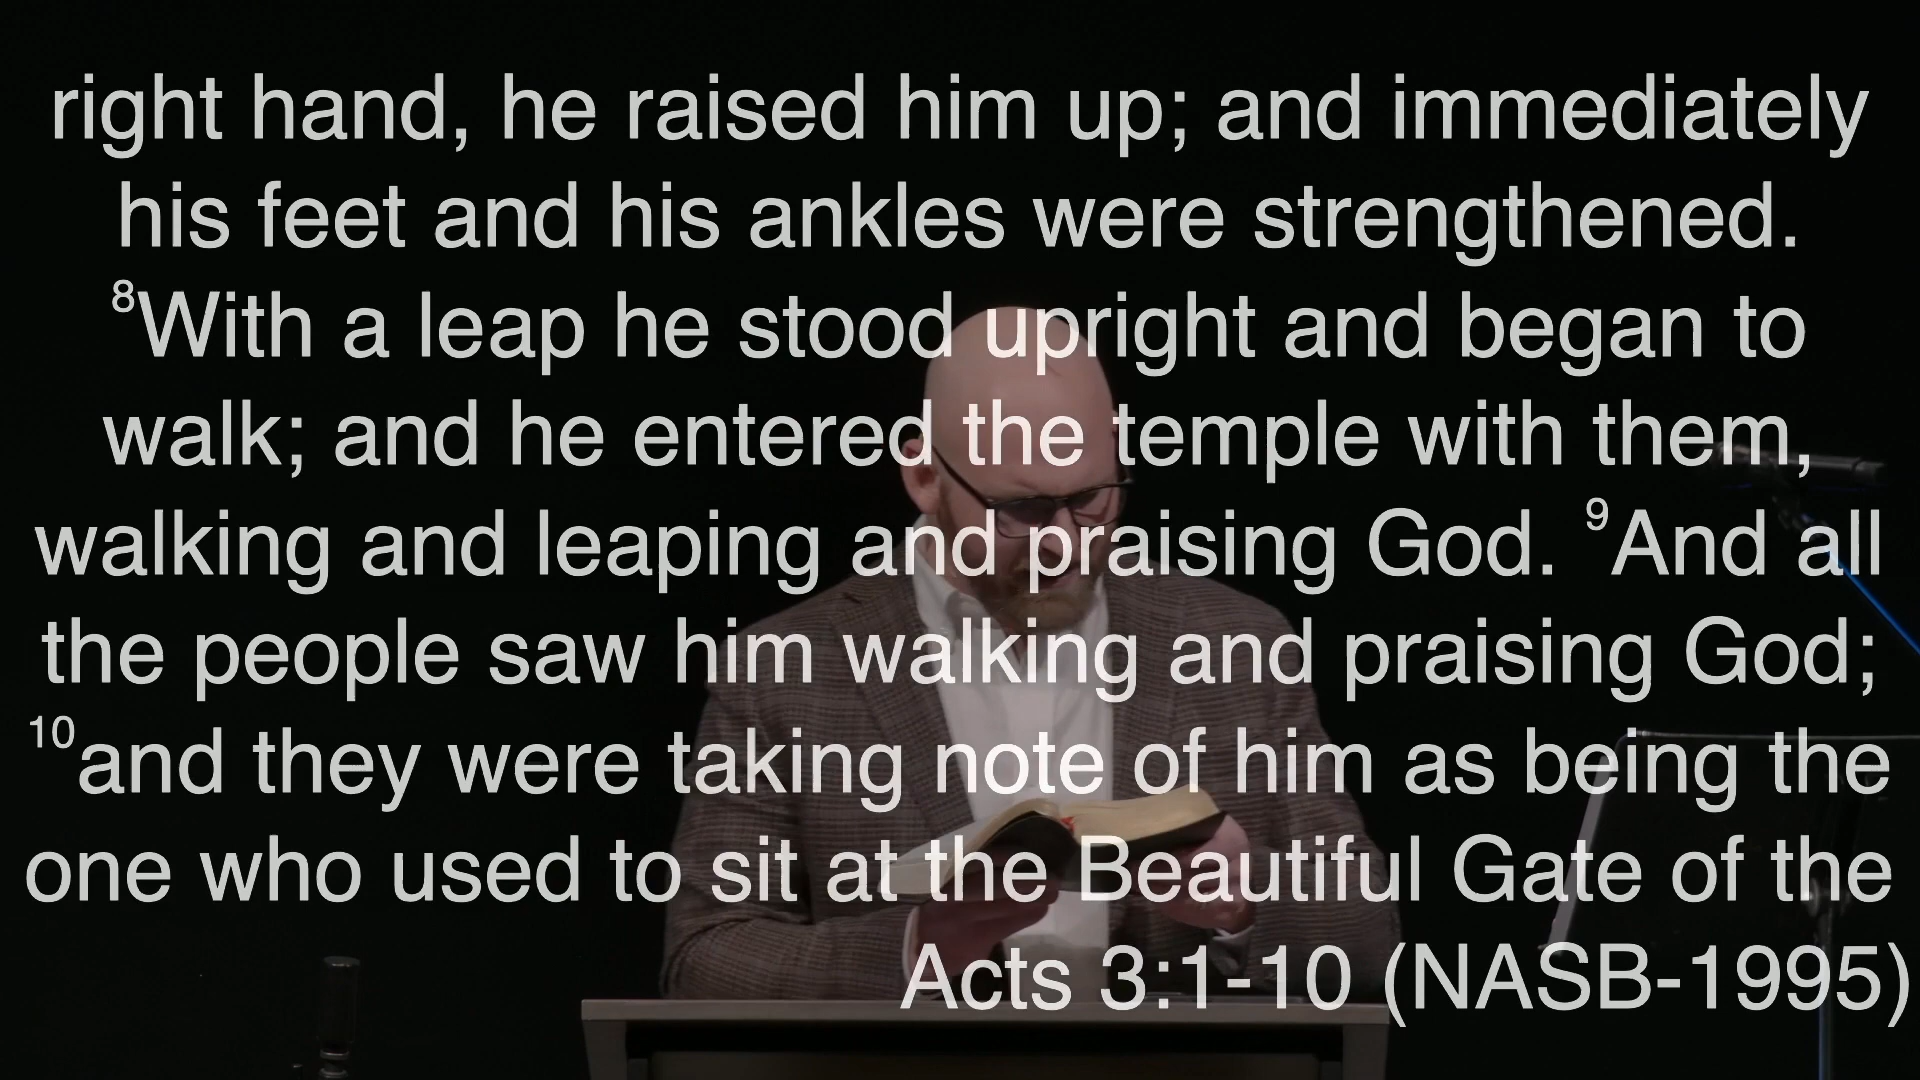 right hand, he raised him up; and immediately
his feet and his ankles were strengthened.
⁸With a leap he stood upright and began to
walk; and he entered the temple with them,
walking and leaping and praising God. ⁹And all
the people saw him walking and praising God;
¹⁰and they were taking note of him as being the
one who used to sit at the Beautiful Gate of the
Acts 3:1-10 (NASB-1995)